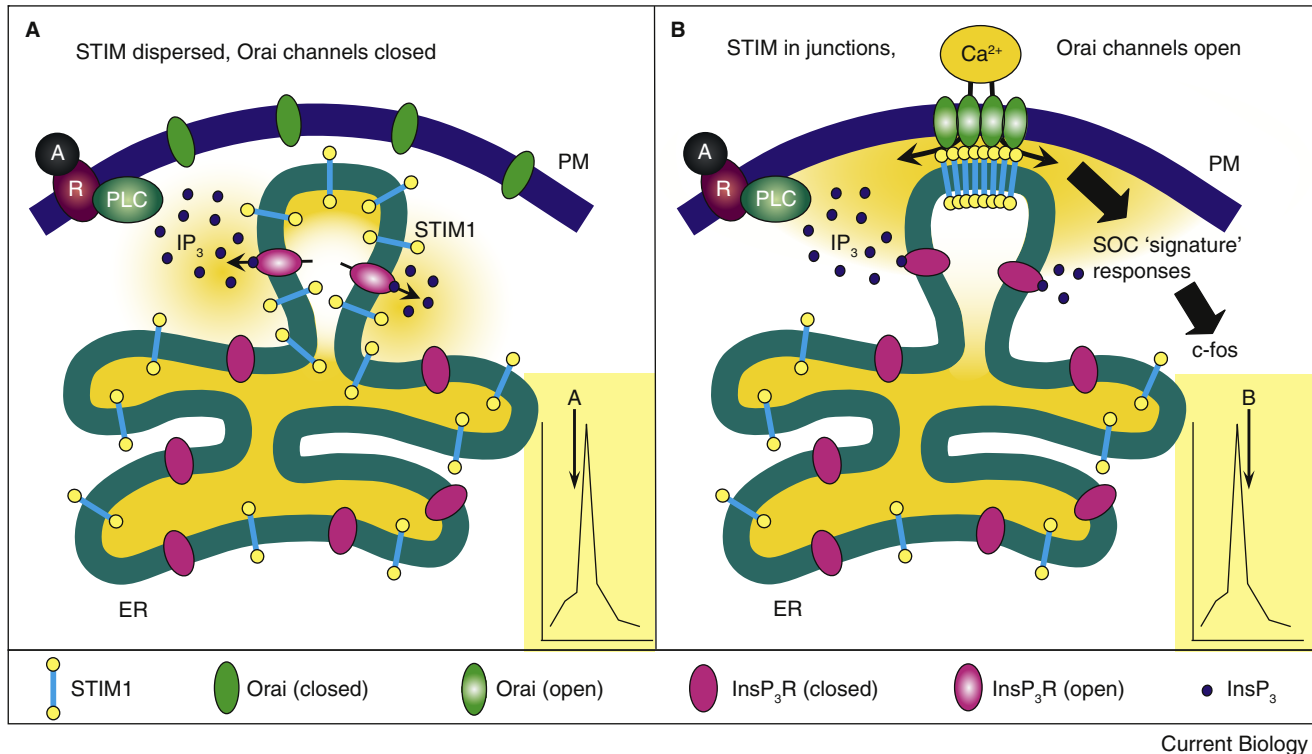 A
STIM dispersed, Orai channels closed
A
R
PLC
PM
IP₃
STIM1
A
ER
B
STIM in junctions,
Ca²⁺
Orai channels open
A
R
PLC
PM
IP₃
SOC 'signature'
responses
c-fos
B
ER
STIM1
Orai (closed)
Orai (open)
InsP₃R (closed)
InsP₃R (open)
InsP₃
Current Biology